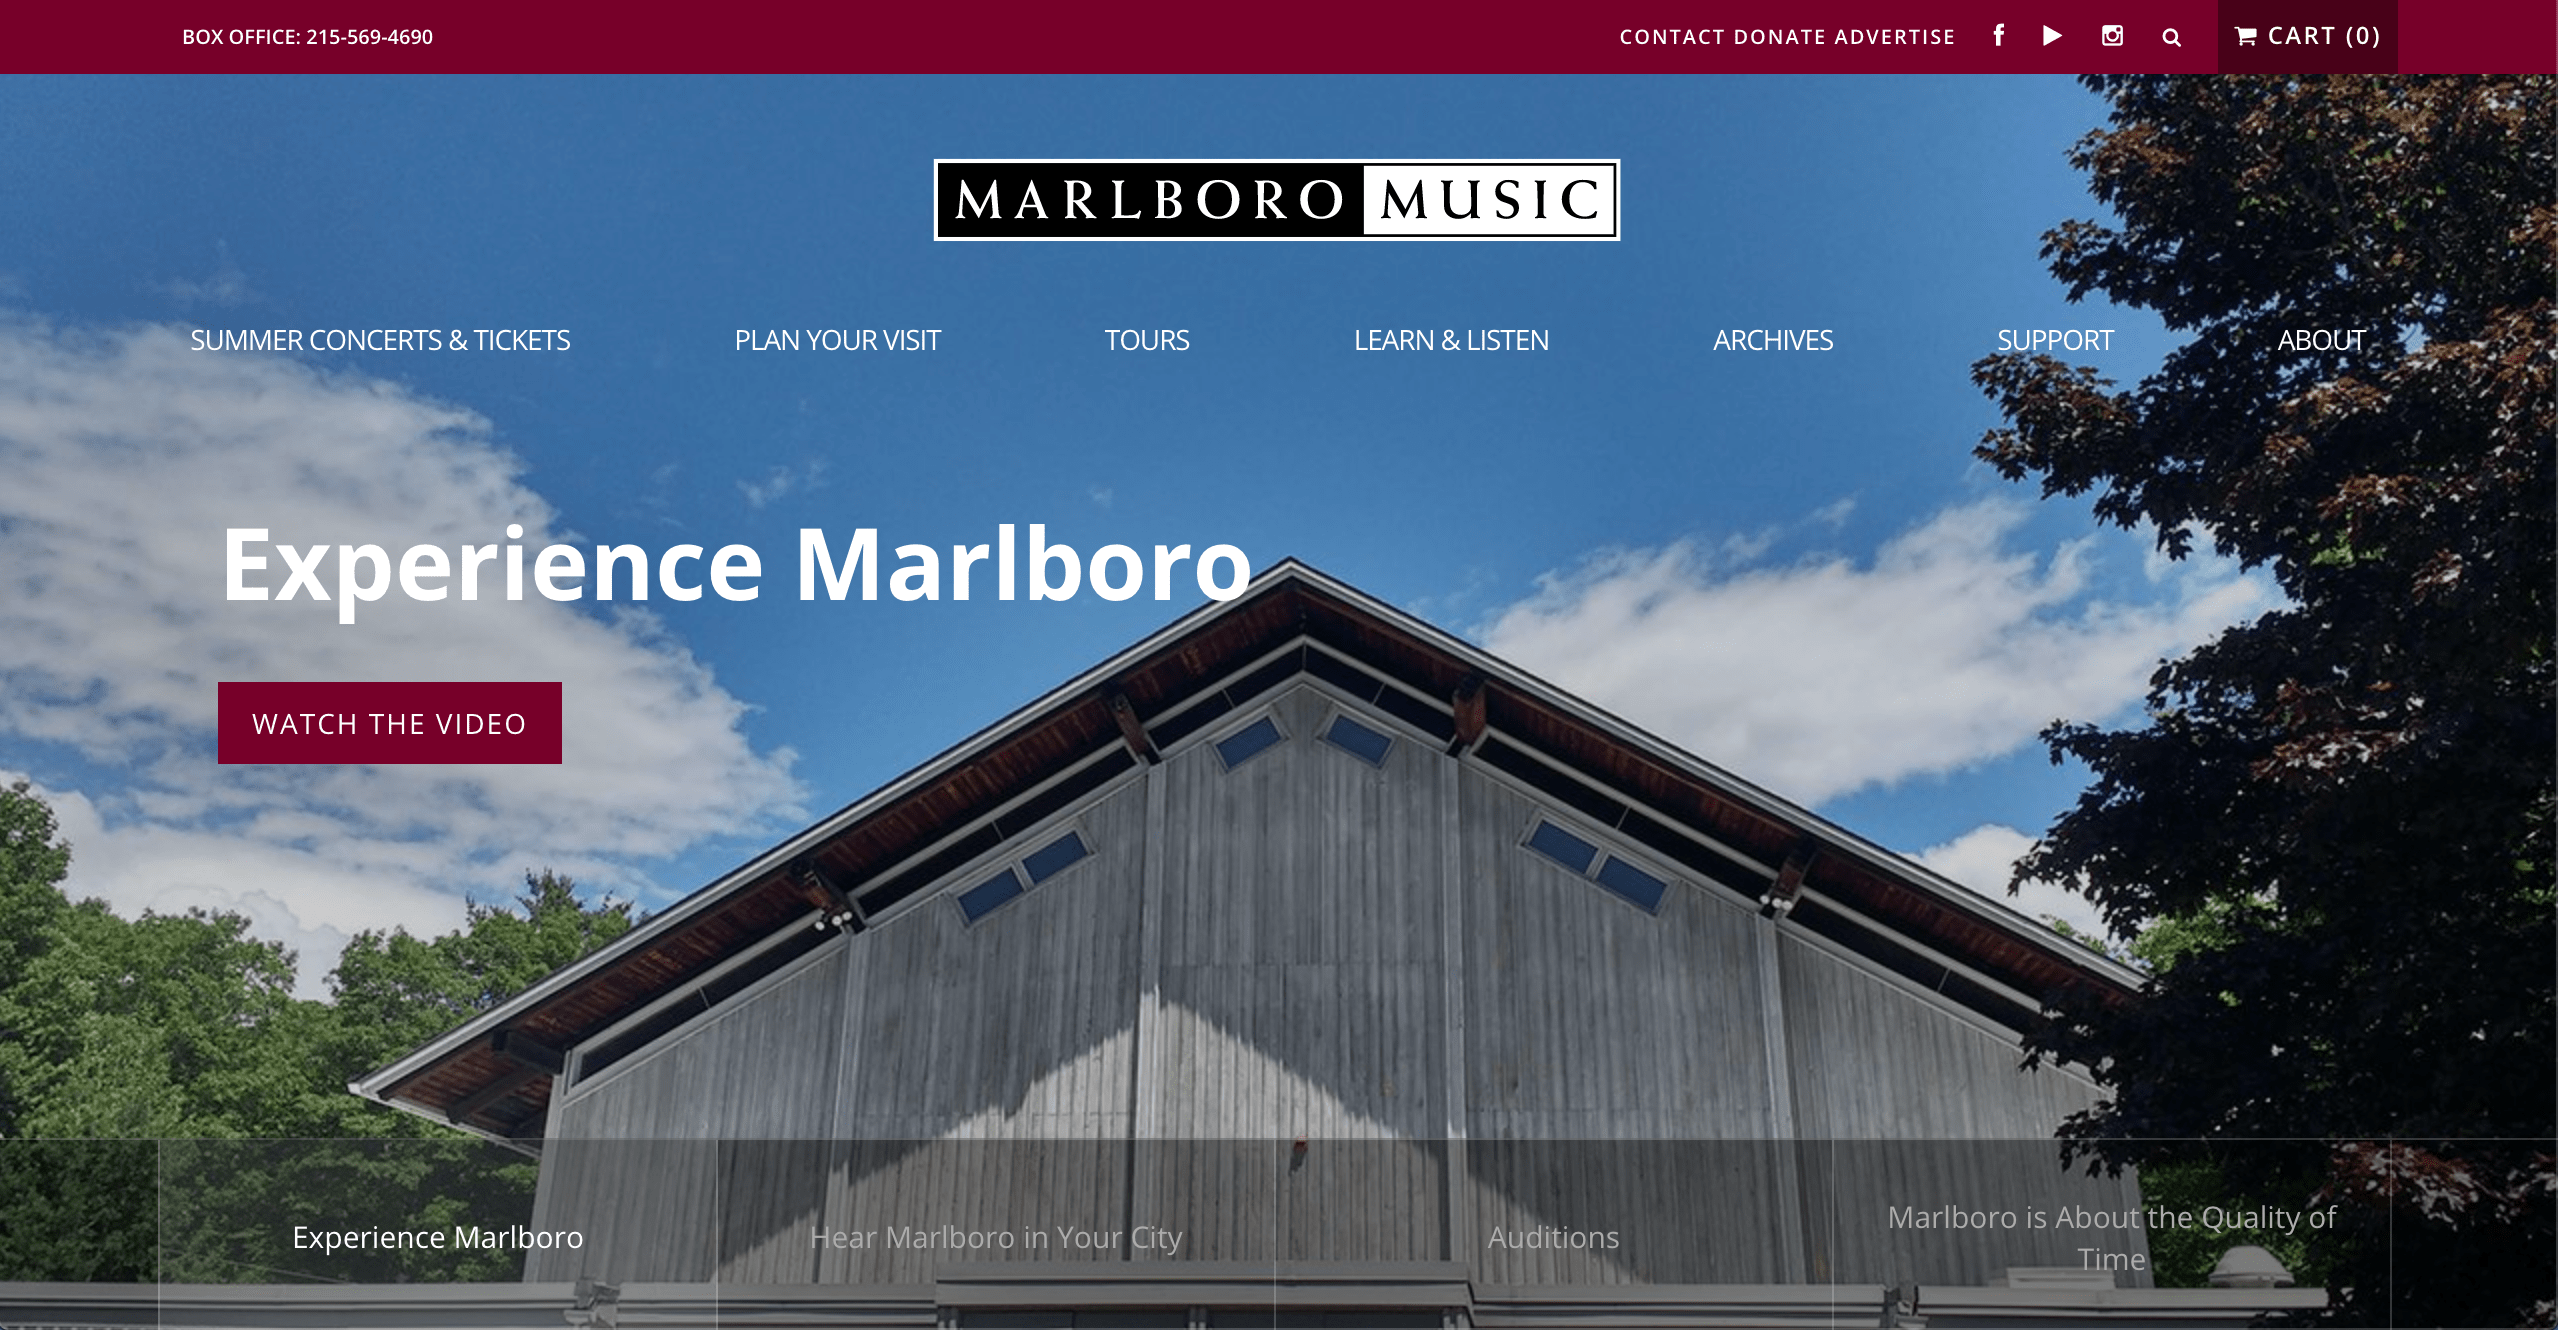 BOX OFFICE: 215-569-4690
CONTACT DONATE ADVERTISE
CART (0)
MARLBORO MUSIC
SUMMER CONCERTS & TICKETS
PLAN YOUR VISIT
TOURS
LEARN & LISTEN
ARCHIVES
SUPPORT
ABOUT
Experience Marlboro
WATCH THE VIDEO
Experience Marlboro
Hear Marlboro in Your City
Auditions
Marlboro is About the Quality of
Time